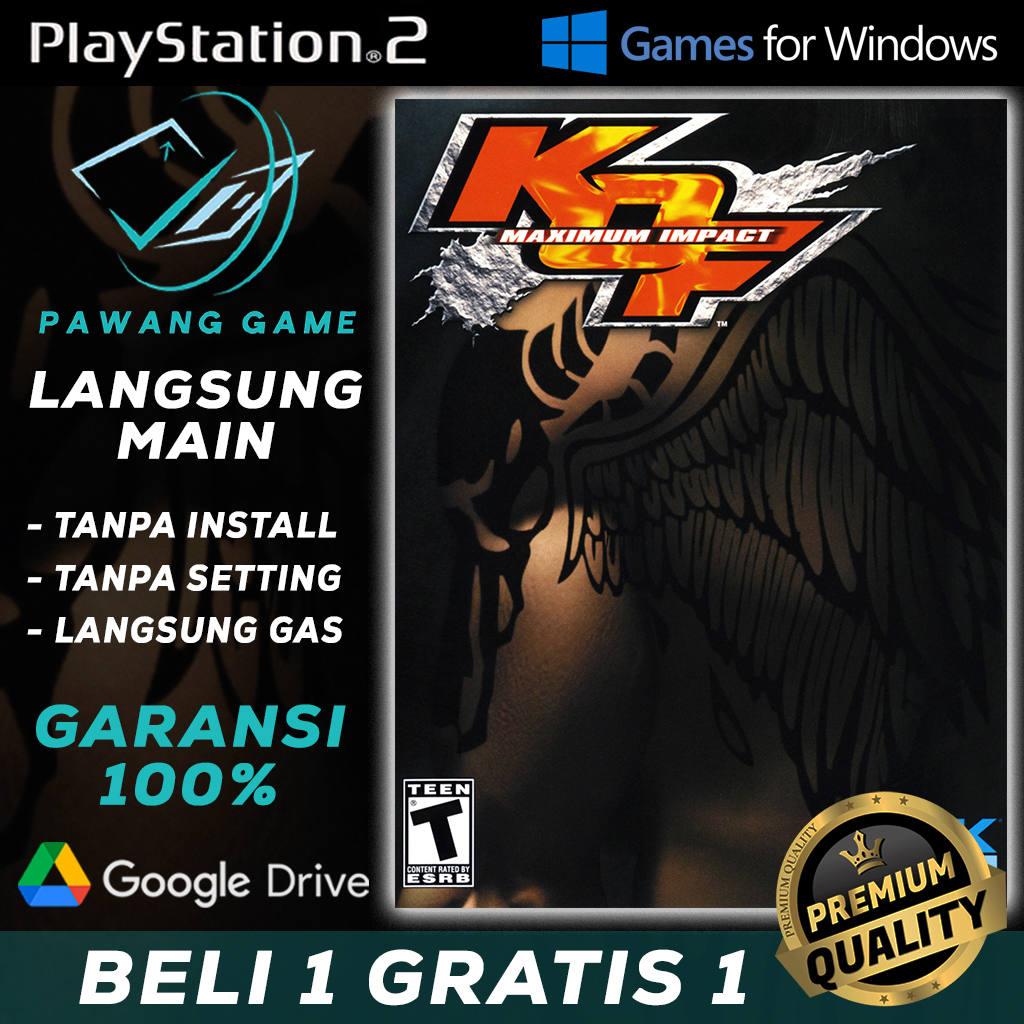 PlayStation®2
Games for Windows
PAWANG GAME
LANGSUNG
MAIN
- TANPA INSTALL
- TANPA SETTING
- LANGSUNG GAS
GARANSI
100%
Google Drive
KOF
MAXIMUM IMPACT
TM
TEEN
T
®
CONTENT RATED BY
ESRB
K
PREMIUM QUALITY
PREMIUM
QUALITY
BELI 1 GRATIS 1